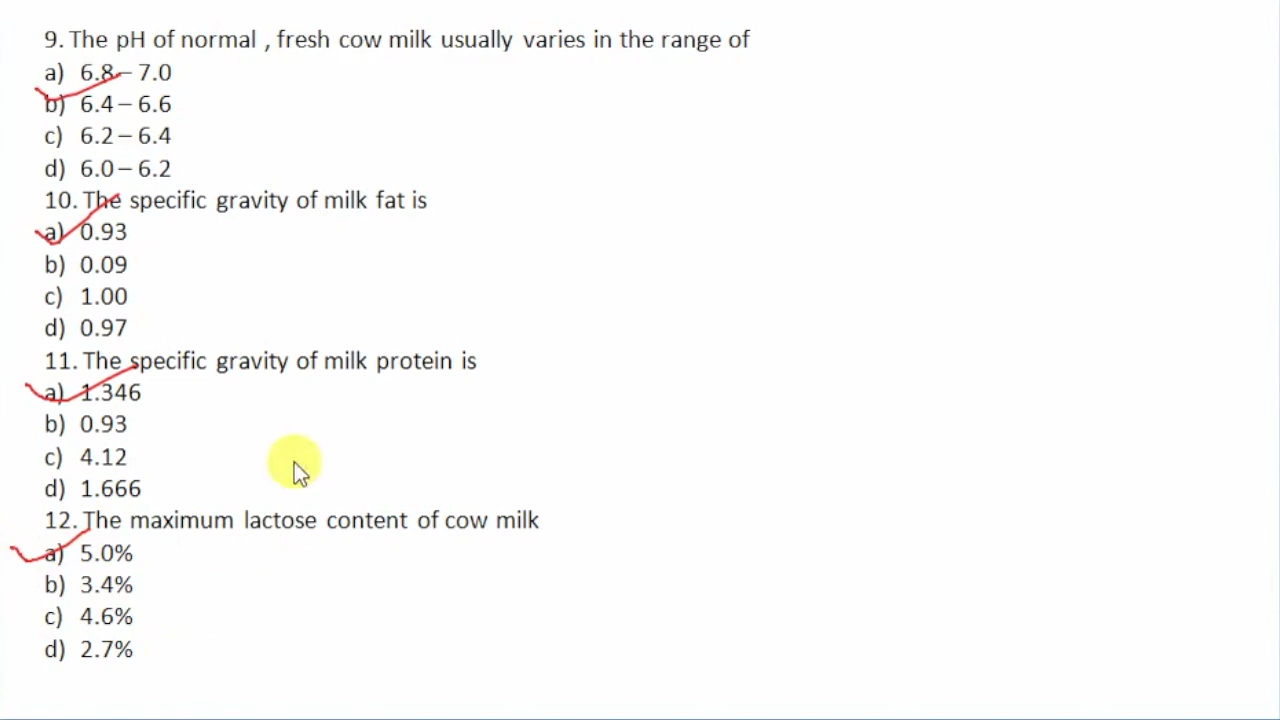 9. The pH of normal , fresh cow milk usually varies in the range of
a) 6.8 – 7.0
b) 6.4 – 6.6
c) 6.2 – 6.4
d) 6.0 – 6.2
10. The specific gravity of milk fat is
a) 0.93
b) 0.09
c) 1.00
d) 0.97
11. The specific gravity of milk protein is
a) 1.346
b) 0.93
c) 4.12
d) 1.666
12. The maximum lactose content of cow milk
a) 5.0%
b) 3.4%
c) 4.6%
d) 2.7%